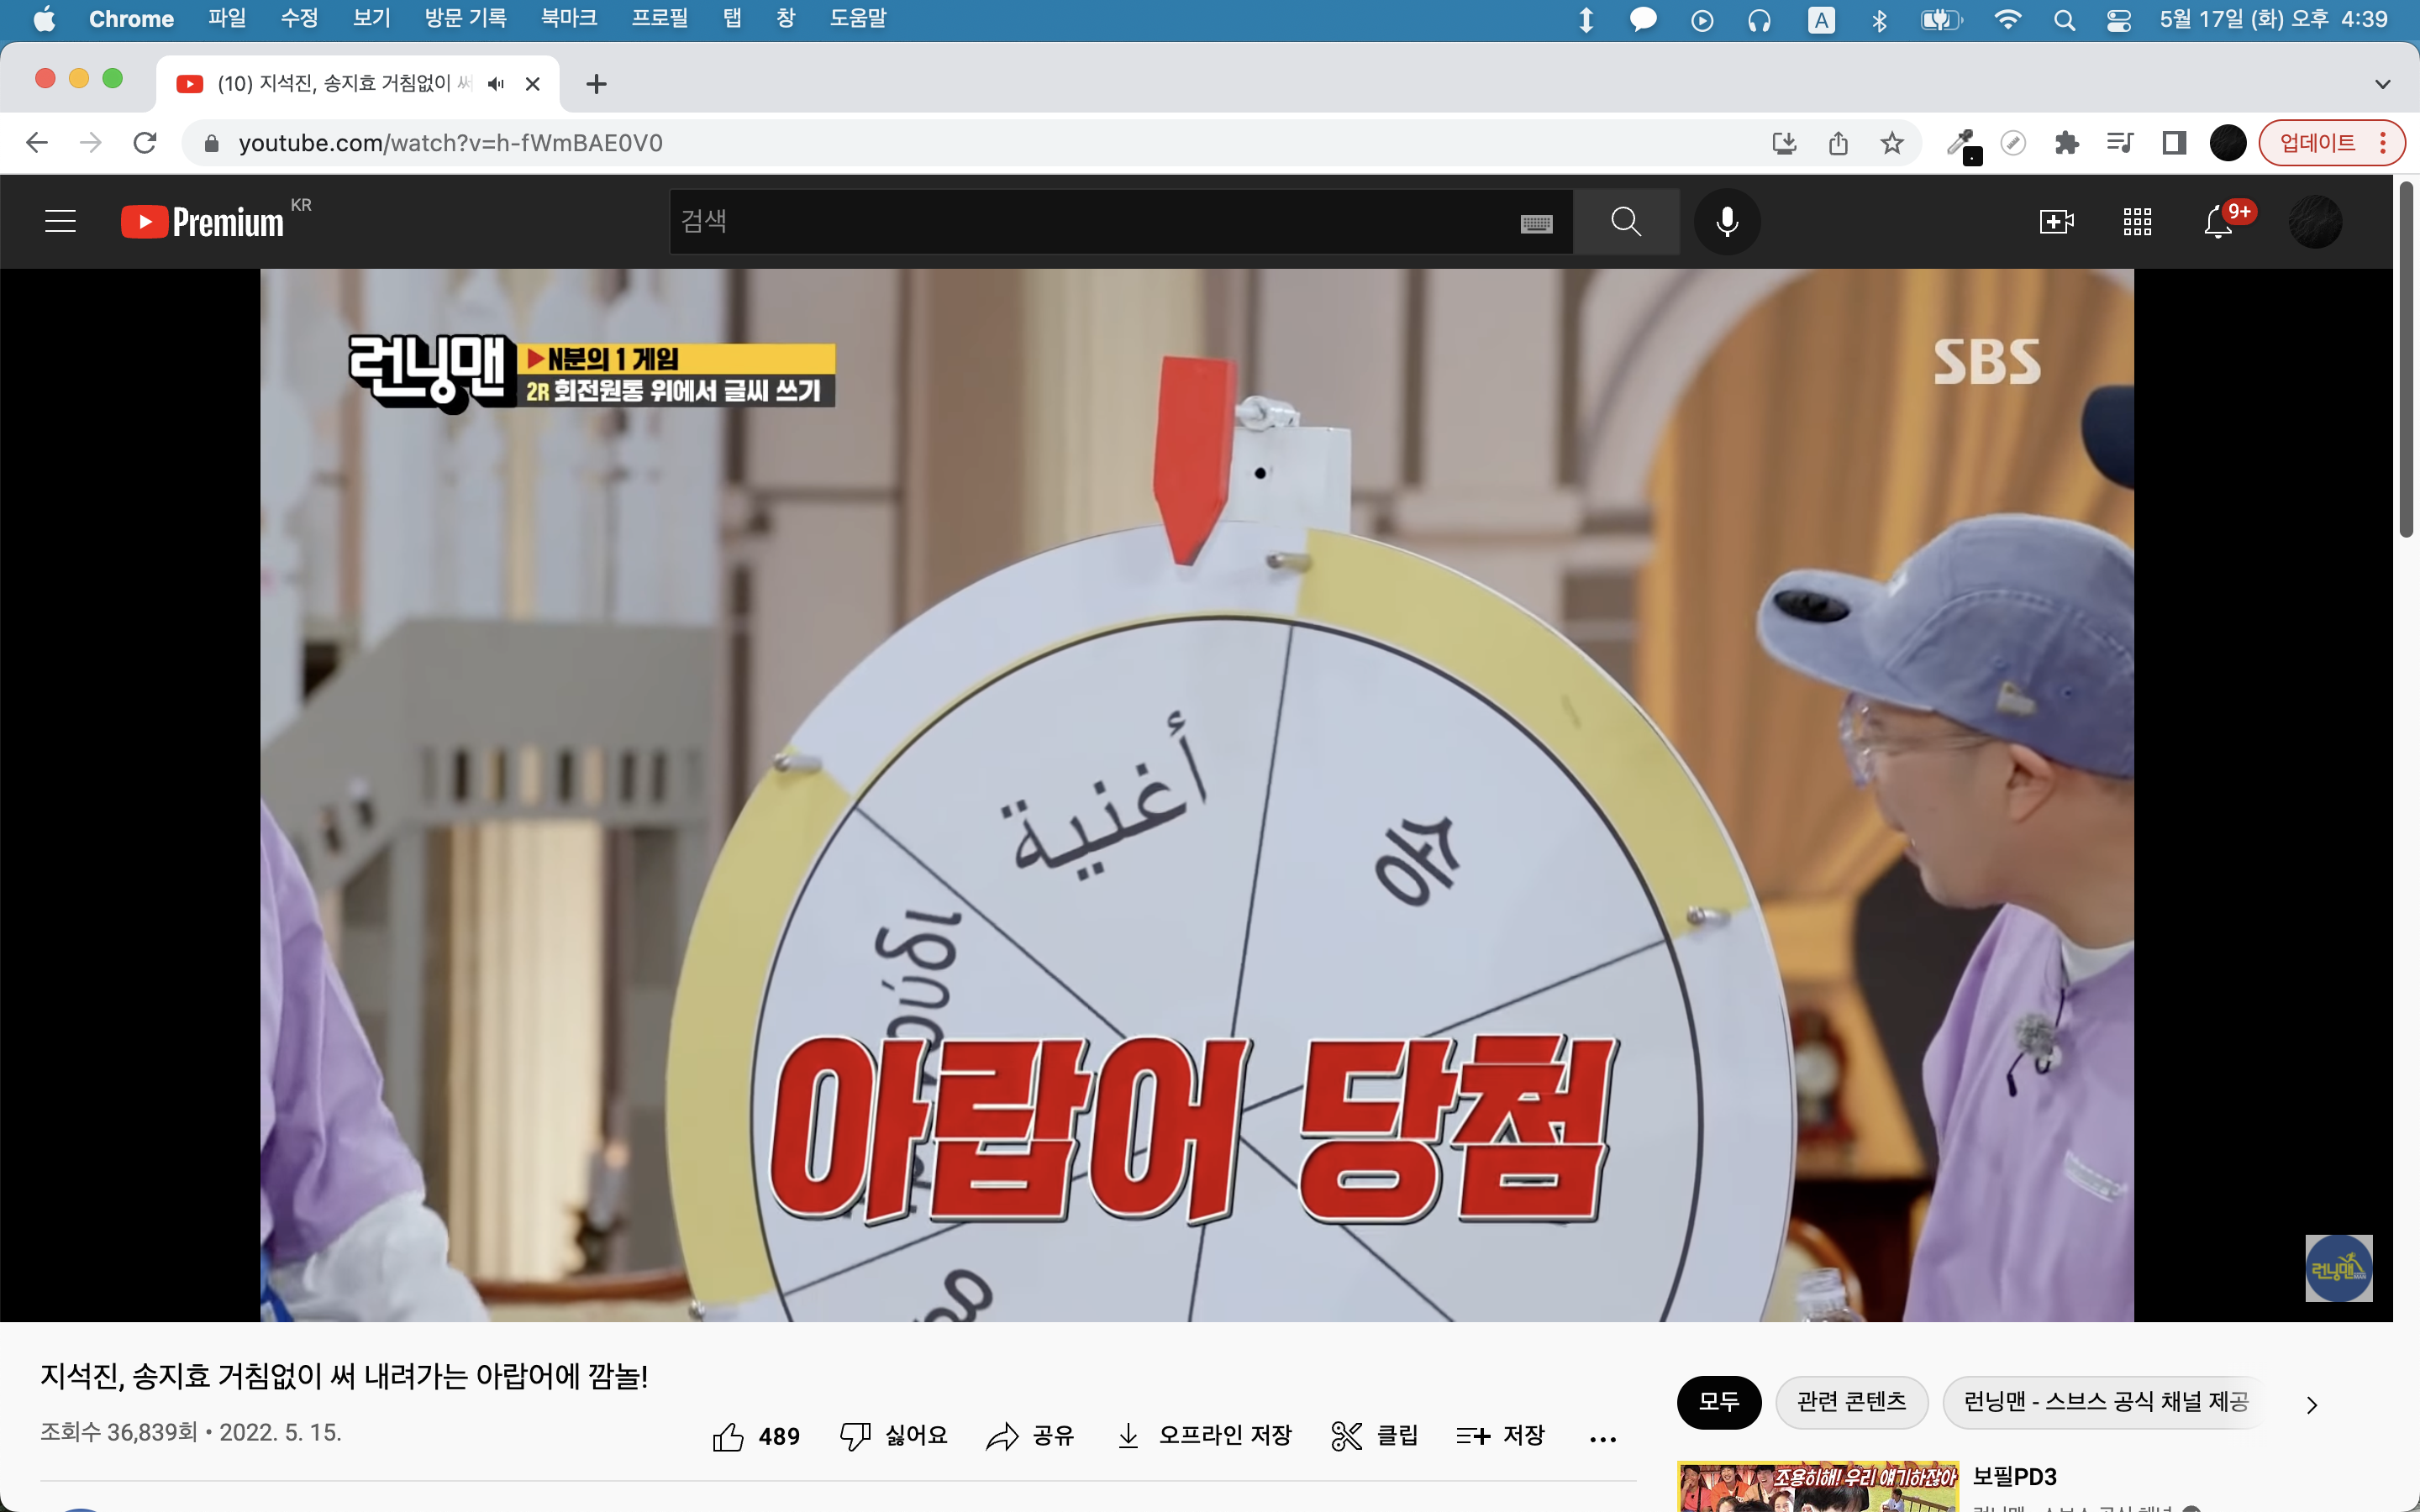 Chrome 파일 수정 보기 방문 기록 북마크 프로필 탭 창 도움말 A 5월 17일 (화) 오후 4:39
(10) 지석진, 송지효 거침없이 써
youtube.com/watch?v=h-fWmBAE0V0
업데이트
Premium KR
검색
9+
런닝맨 N분의 1 게임
2R 회전원통 위에서 글씨 쓰기
SBS
أغنية
송
아랍어 당첨
런닝맨
지석진, 송지효 거침없이 써 내려가는 아랍어에 깜놀!
조회수 36,839회 • 2022. 5. 15.
489 싫어요 공유 오프라인 저장 클립 저장
모두 관련 콘텐츠 런닝맨 - 스브스 공식 채널 제공
조용히해! 우리 얘기하잖아
보필PD3